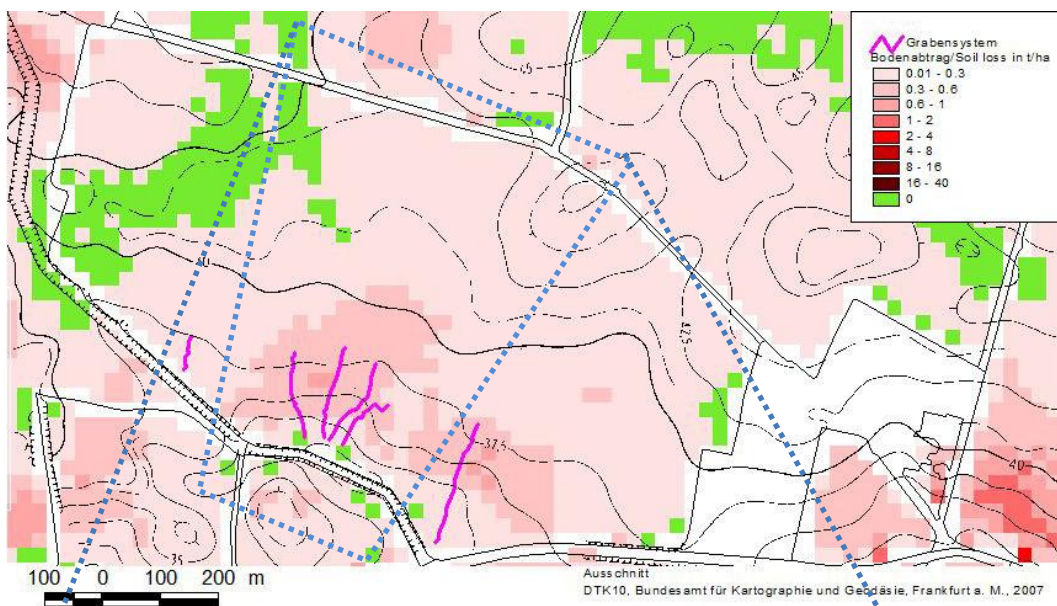 Grabensystem
Bodenabtrag/Soil loss in t/ha
0.01 - 0.3
0.3 - 0.6
0.6 - 1
1 - 2
2 - 4
4 - 8
8 - 16
16 - 40
0
40
42.5
37.5
40
35
100 0 100 200 m
Ausschnitt
DTK10, Bundesamt für Kartographie und Geodäsie, Frankfurt a. M., 2007